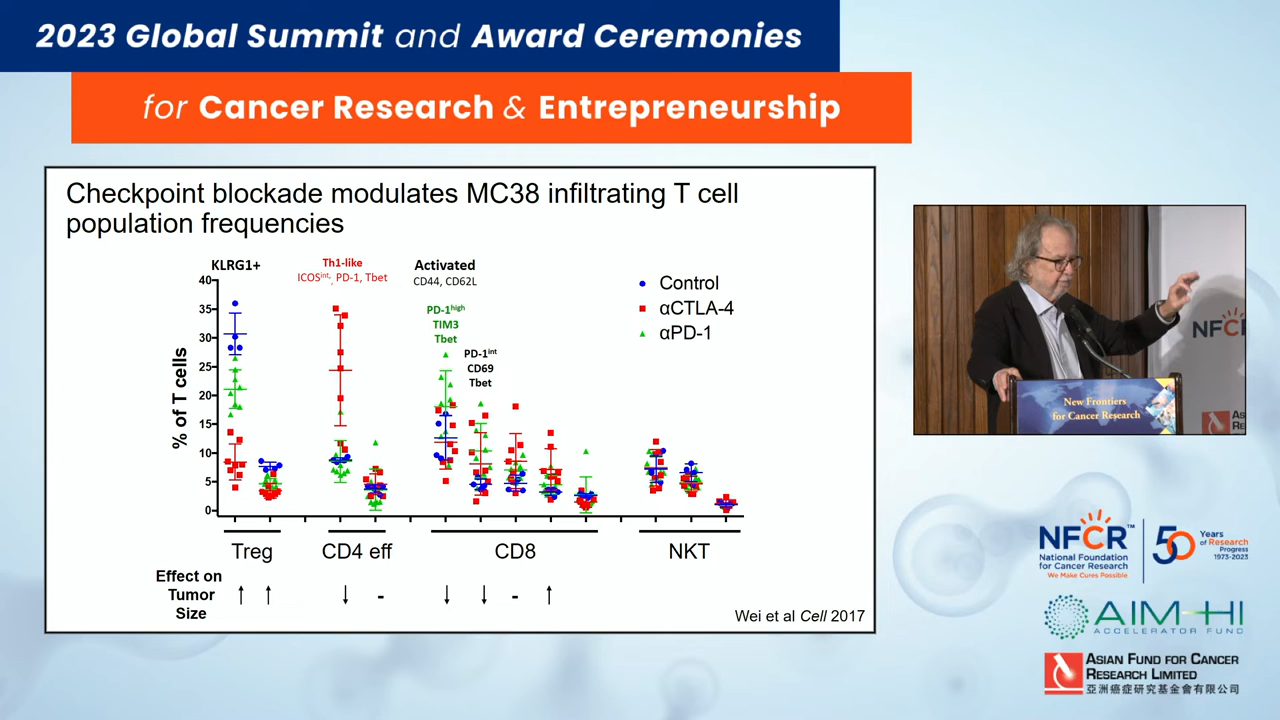 2023 Global Summit and Award Ceremonies
for Cancer Research & Entrepreneurship
Checkpoint blockade modulates MC38 infiltrating T cell
population frequencies
KLRG1+
Th1-like
ICOSint, PD-1, Tbet
Activated
CD44, CD62L
PD-1high
TIM3
Tbet
PD-1int
CD69
Tbet
Control
αCTLA-4
αPD-1
% of T cells
40
35
30
25
20
15
10
5
0
Treg
CD4 eff
CD8
NKT
Effect on
Tumor
Size
↑ ↑ ↓ - ↓ ↓ - ↑
Wei et al Cell 2017
NFCR
New Frontiers
for Cancer Research
NFCR™
National Foundation
for Cancer Research
We Make Cures Possible
50
Years
of Research
Progress
1973-2023
AIM-HI
ACCELERATOR FUND
ASIAN FUND FOR CANCER
RESEARCH LIMITED
亞洲癌症研究基金會有限公司